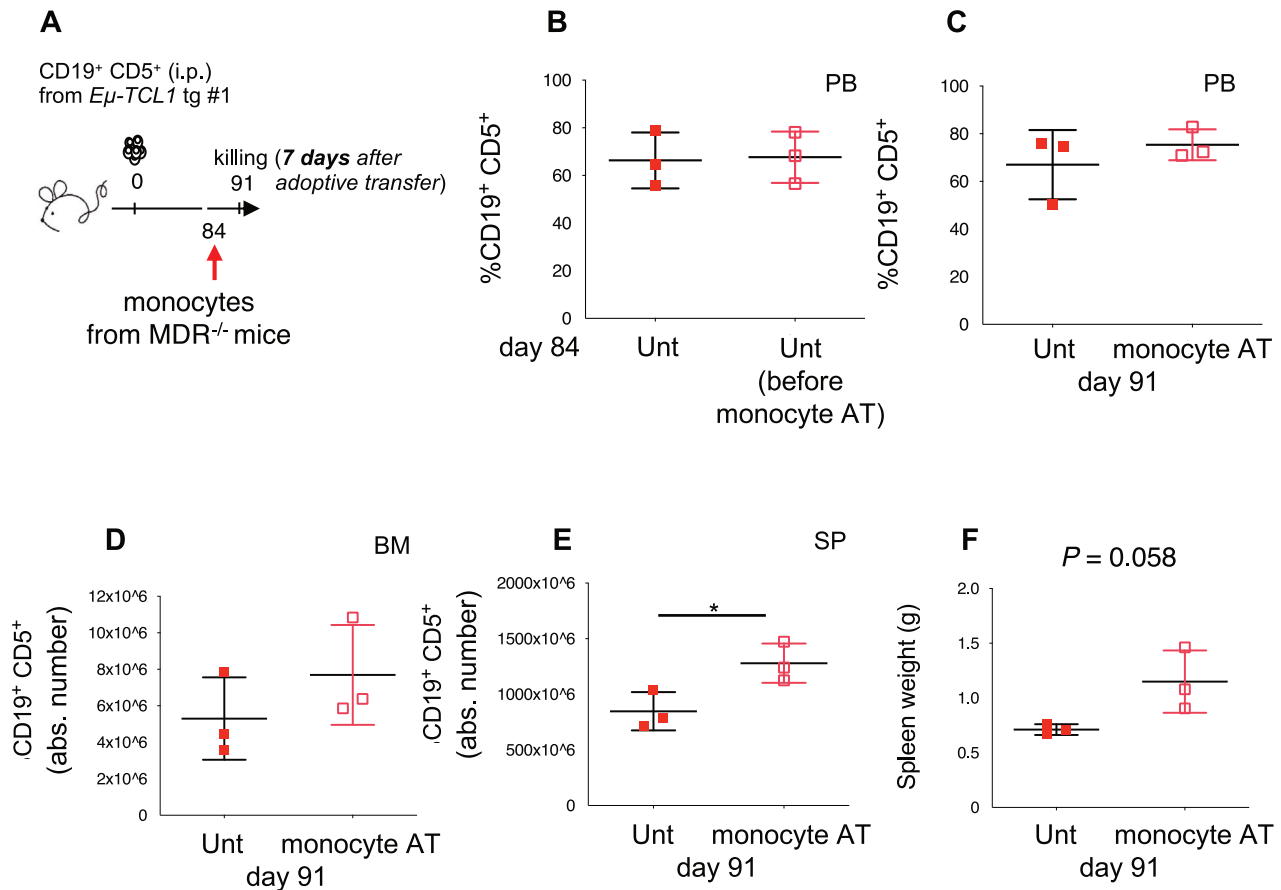 A
CD19⁺ CD5⁺ (i.p.)
from Eμ-TCL1 tg #1
killing (7 days after
adoptive transfer)
0
91
84
monocytes
from MDR⁻/⁻ mice
B
PB
%CD19⁺ CD5⁺
100
80
60
40
20
0
day 84
Unt
Unt
(before
monocyte AT)
C
PB
%CD19⁺ CD5⁺
100
80
60
40
20
0
Unt
monocyte AT
day 91
D
BM
CD19⁺ CD5⁺
(abs. number)
12x10^6
10x10^6
8x10^6
6x10^6
4x10^6
2x10^6
0
Unt
monocyte AT
day 91
E
SP
CD19⁺ CD5⁺
(abs. number)
2000x10^6
1500x10^6
1000x10^6
500x10^6
0
*
Unt
monocyte AT
day 91
F
P = 0.058
Spleen weight (g)
2.0
1.5
1.0
0.5
0
Unt
monocyte AT
day 91